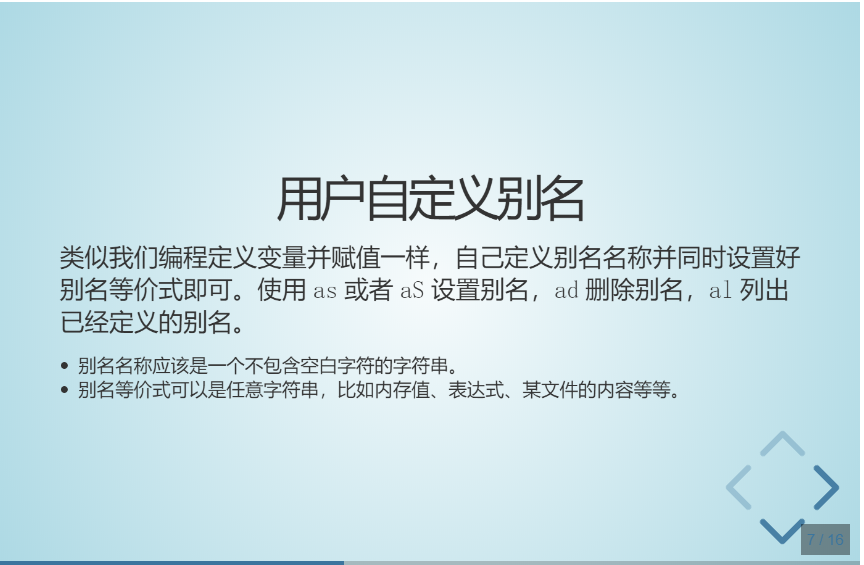 用户自定义别名
类似我们编程定义变量并赋值一样，自己定义别名名称并同时设置好
别名等价式即可。使用 as 或者 aS 设置别名，ad 删除别名，al 列出
已经定义的别名。
• 别名名称应该是一个不包含空白字符的字符串。
• 别名等价式可以是任意字符串，比如内存值、表达式、某文件的内容等等。
7 / 16